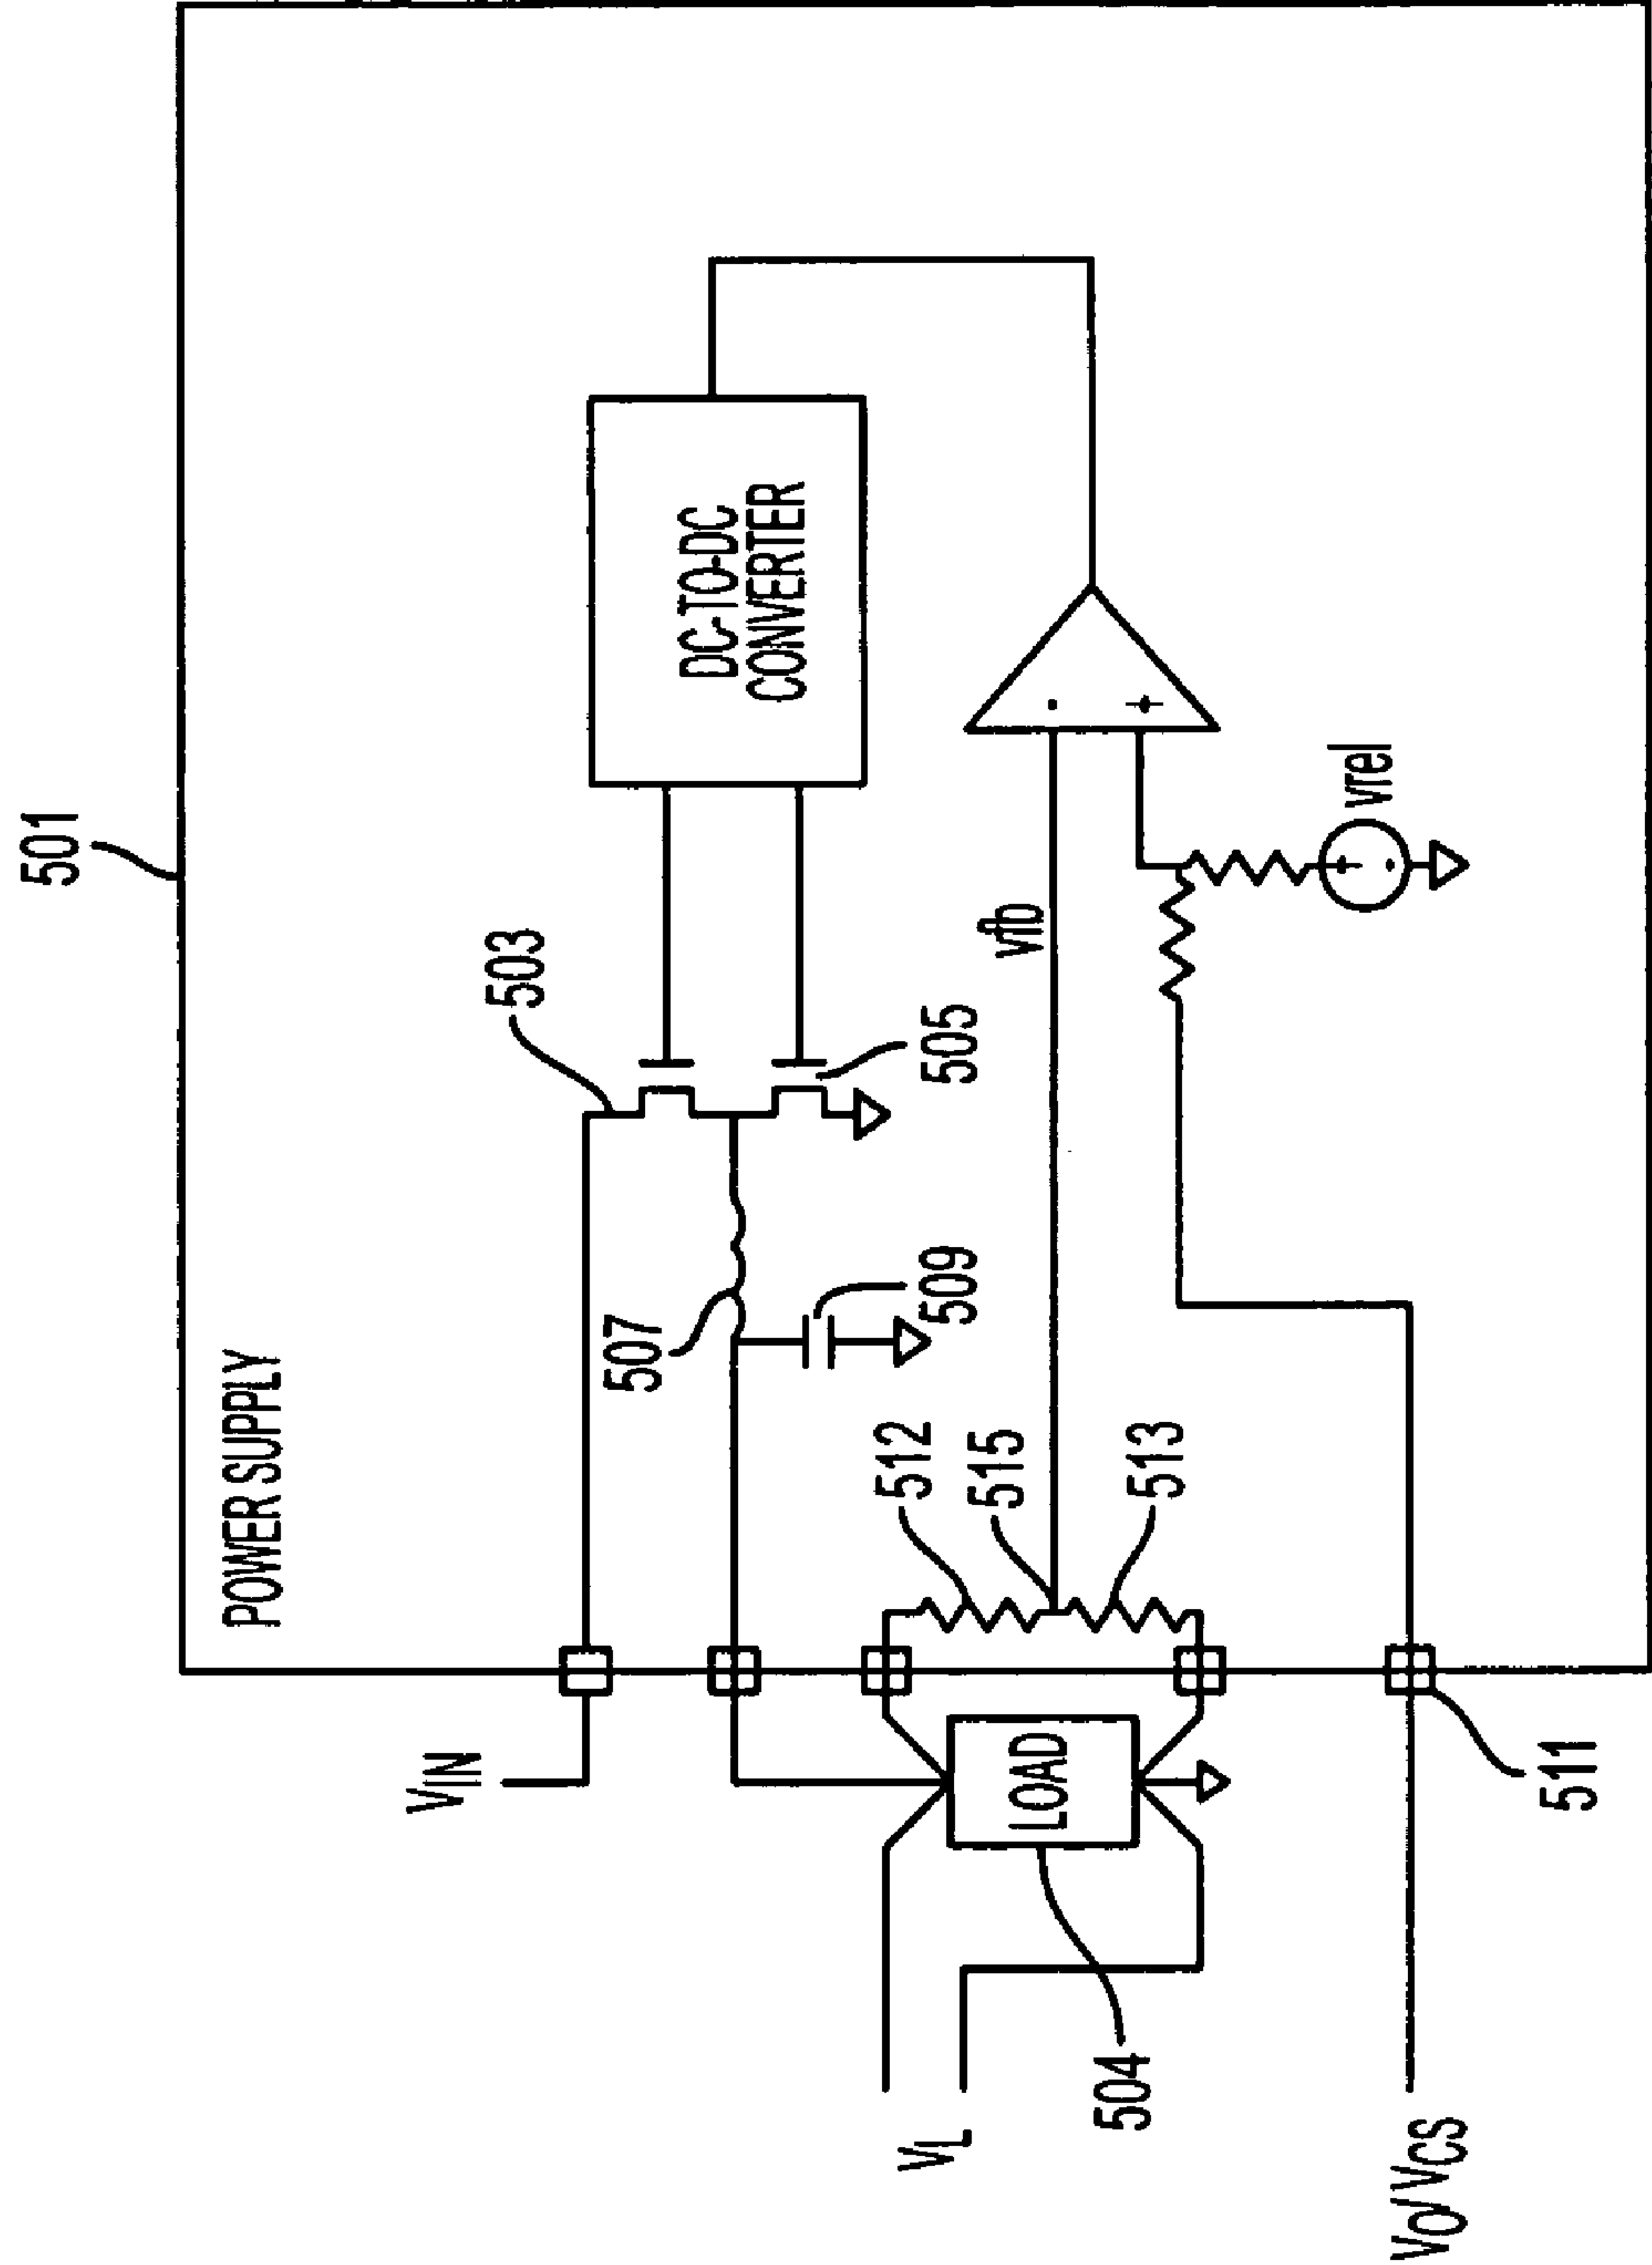 501
POWER SUPPLY
VIN
503
DC-TO-DC
CONVERTER
507
505
509
512
vfb
515
LOAD
513
VL
504
vrel
VO/VCS
511